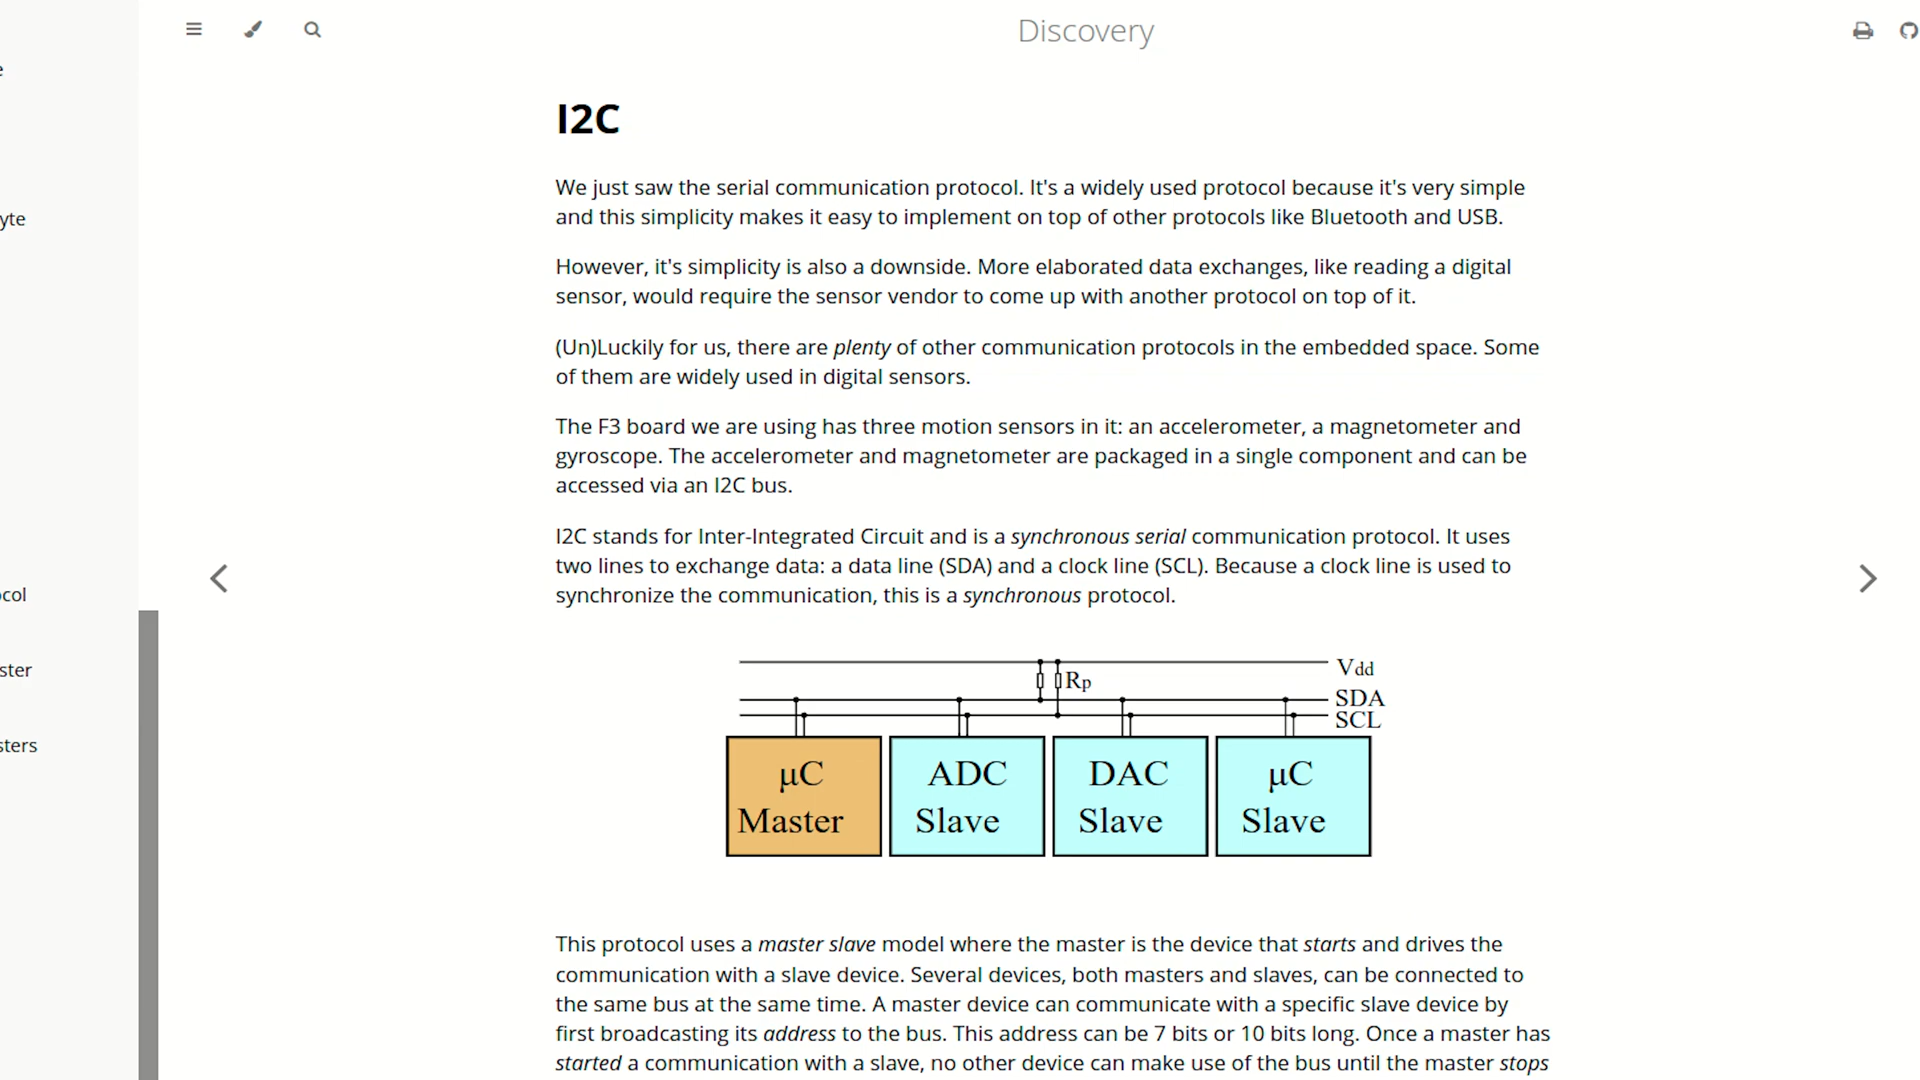 Discovery
I2C
We just saw the serial communication protocol. It's a widely used protocol because it's very simple
and this simplicity makes it easy to implement on top of other protocols like Bluetooth and USB.
However, it's simplicity is also a downside. More elaborated data exchanges, like reading a digital
sensor, would require the sensor vendor to come up with another protocol on top of it.
(Un)Luckily for us, there are plenty of other communication protocols in the embedded space. Some
of them are widely used in digital sensors.
The F3 board we are using has three motion sensors in it: an accelerometer, a magnetometer and
gyroscope. The accelerometer and magnetometer are packaged in a single component and can be
accessed via an I2C bus.
I2C stands for Inter-Integrated Circuit and is a synchronous serial communication protocol. It uses
two lines to exchange data: a data line (SDA) and a clock line (SCL). Because a clock line is used to
synchronize the communication, this is a synchronous protocol.
Vdd
Rp
SDA
SCL
μC ADC DAC μC
Master Slave Slave Slave
This protocol uses a master slave model where the master is the device that starts and drives the
communication with a slave device. Several devices, both masters and slaves, can be connected to
the same bus at the same time. A master device can communicate with a specific slave device by
first broadcasting its address to the bus. This address can be 7 bits or 10 bits long. Once a master has
started a communication with a slave, no other device can make use of the bus until the master stops
e
yte
ocol
ster
sters